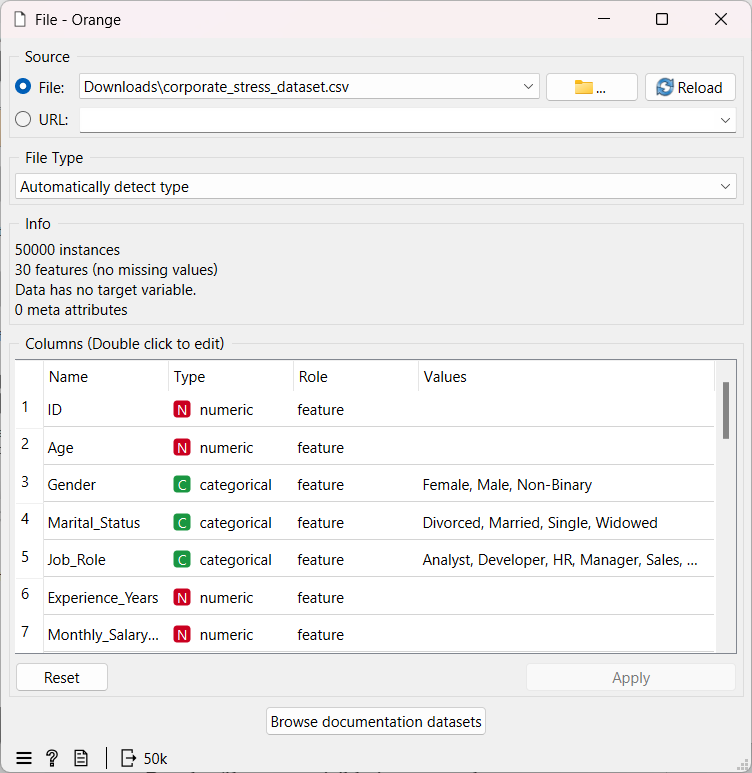 File - Orange
Source
File: Downloads\corporate_stress_dataset.csv ... Reload
URL:
File Type
Automatically detect type
Info
50000 instances
30 features (no missing values)
Data has no target variable.
0 meta attributes
Columns (Double click to edit)
Name Type Role Values
1 ID N numeric feature
2 Age N numeric feature
3 Gender C categorical feature Female, Male, Non-Binary
4 Marital_Status C categorical feature Divorced, Married, Single, Widowed
5 Job_Role C categorical feature Analyst, Developer, HR, Manager, Sales, ...
6 Experience_Years N numeric feature
7 Monthly_Salary... N numeric feature
Reset Apply
Browse documentation datasets
? 50k